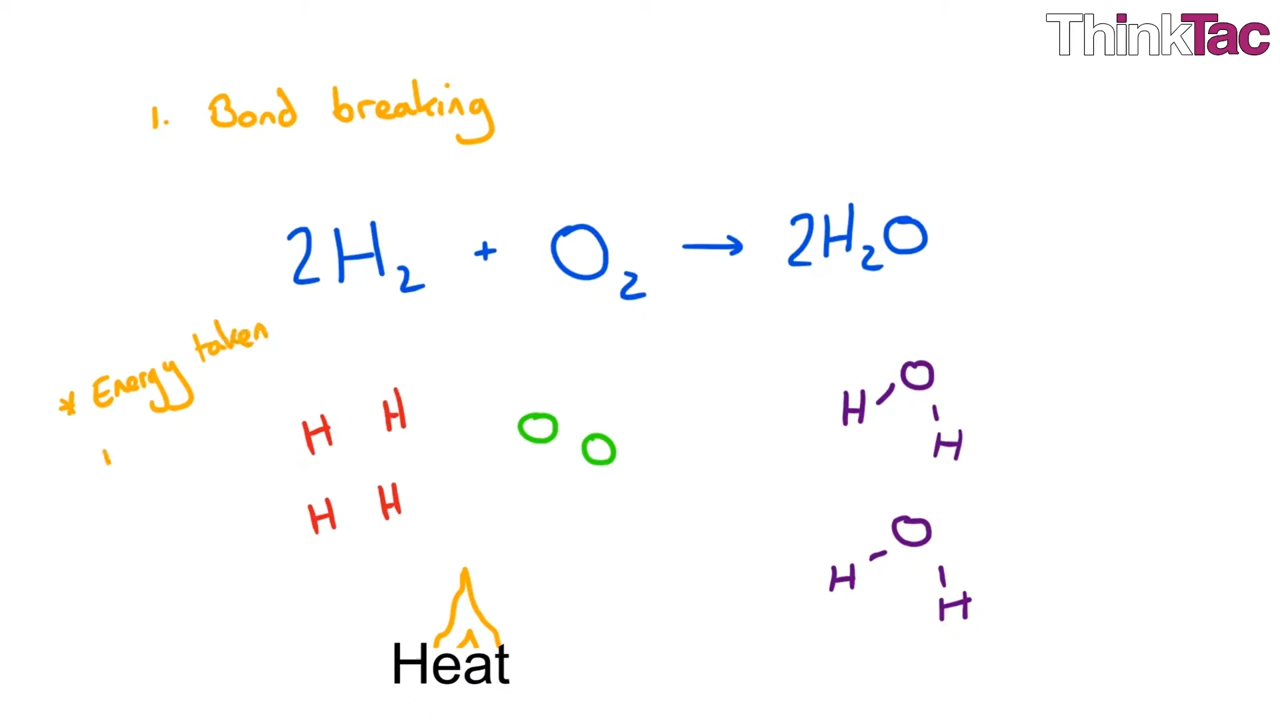 ThinkTac
1. Bond breaking
2H₂ + O₂ → 2H₂O
* Energy taken
H H O O
H H
H O H
H O H
Heat